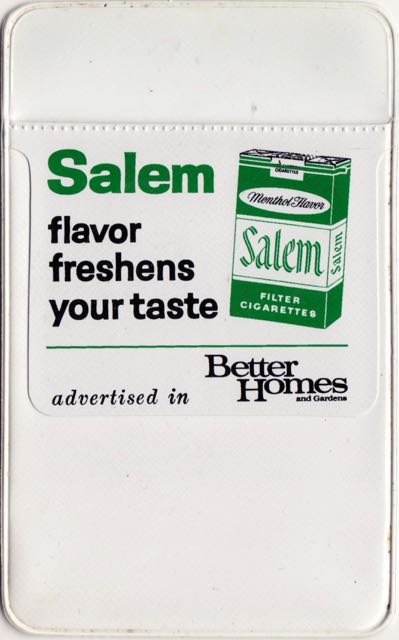 Salem
flavor
freshens
your taste
CIGARETTES
Menthol Flavor
Salem
Salem
FILTER
CIGARETTES
advertised in
Better
Homes
and Gardens